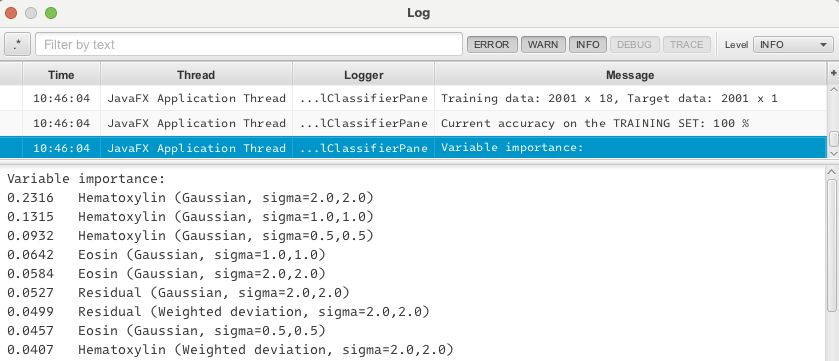 Log
.* Filter by text ERROR WARN INFO DEBUG TRACE Level INFO
Time Thread Logger Message +
10:46:04 JavaFX Application Thread ...lClassifierPane Training data: 2001 x 18, Target data: 2001 x 1
10:46:04 JavaFX Application Thread ...lClassifierPane Current accuracy on the TRAINING SET: 100 %
10:46:04 JavaFX Application Thread ...lClassifierPane Variable importance:
Variable importance:
0.2316 Hematoxylin (Gaussian, sigma=2.0,2.0)
0.1315 Hematoxylin (Gaussian, sigma=1.0,1.0)
0.0932 Hematoxylin (Gaussian, sigma=0.5,0.5)
0.0642 Eosin (Gaussian, sigma=1.0,1.0)
0.0584 Eosin (Gaussian, sigma=2.0,2.0)
0.0527 Residual (Gaussian, sigma=2.0,2.0)
0.0499 Residual (Weighted deviation, sigma=2.0,2.0)
0.0457 Eosin (Gaussian, sigma=0.5,0.5)
0.0407 Hematoxylin (Weighted deviation, sigma=2.0,2.0)